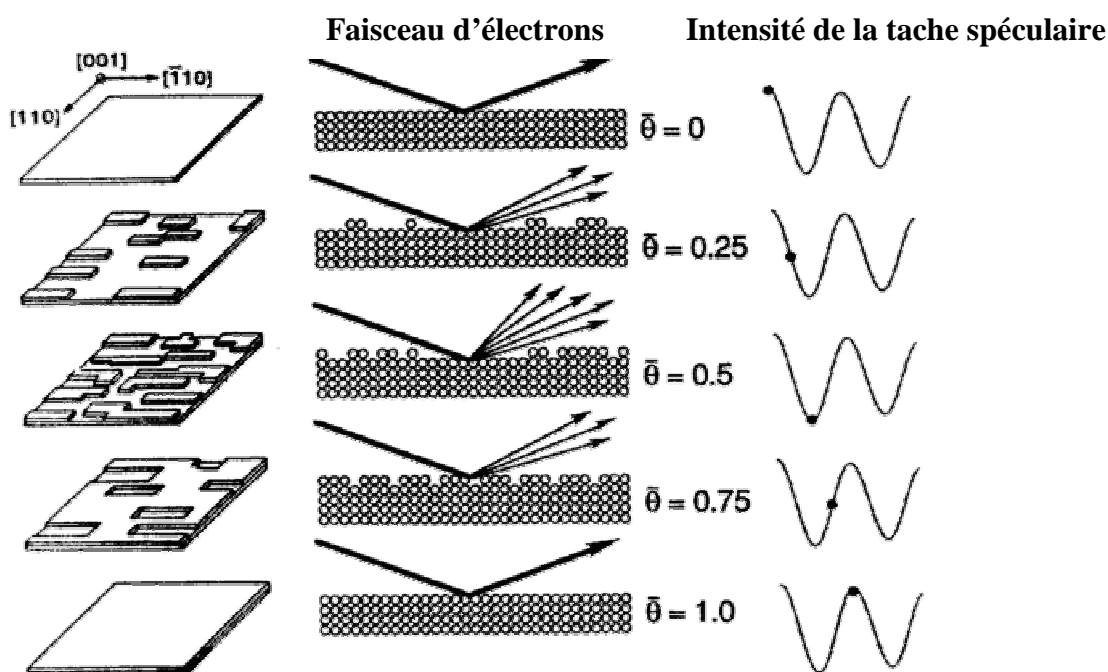 Faisceau d'électrons Intensité de la tache spéculaire
[001]
[1̄10]
[110]
θ̄ = 0
θ̄ = 0.25
θ̄ = 0.5
θ̄ = 0.75
θ̄ = 1.0